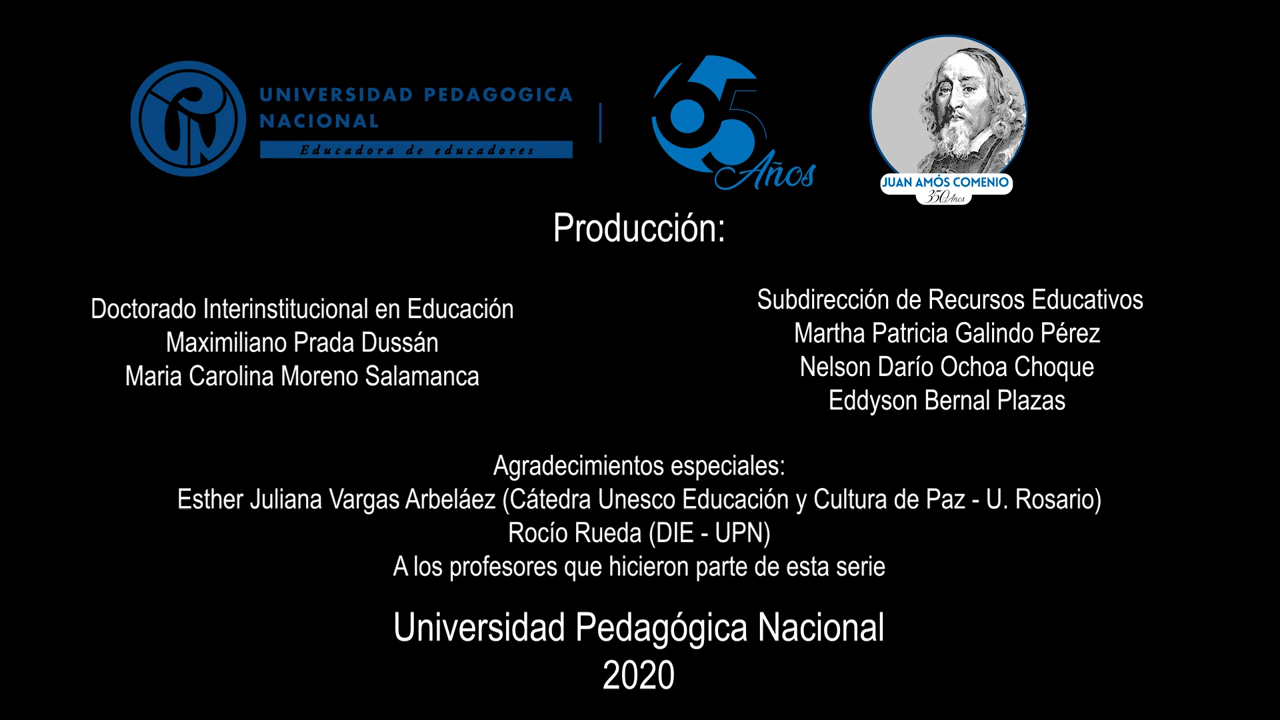 UNIVERSIDAD PEDAGOGICA
NACIONAL
Educadora de educadores
65
Años
JUAN AMÓS COMENIO
350 Años
Producción:
Doctorado Interinstitucional en Educación
Maximiliano Prada Dussán
Maria Carolina Moreno Salamanca
Subdirección de Recursos Educativos
Martha Patricia Galindo Pérez
Nelson Darío Ochoa Choque
Eddyson Bernal Plazas
Agradecimientos especiales:
Esther Juliana Vargas Arbeláez (Cátedra Unesco Educación y Cultura de Paz - U. Rosario)
Rocío Rueda (DIE - UPN)
A los profesores que hicieron parte de esta serie
Universidad Pedagógica Nacional
2020